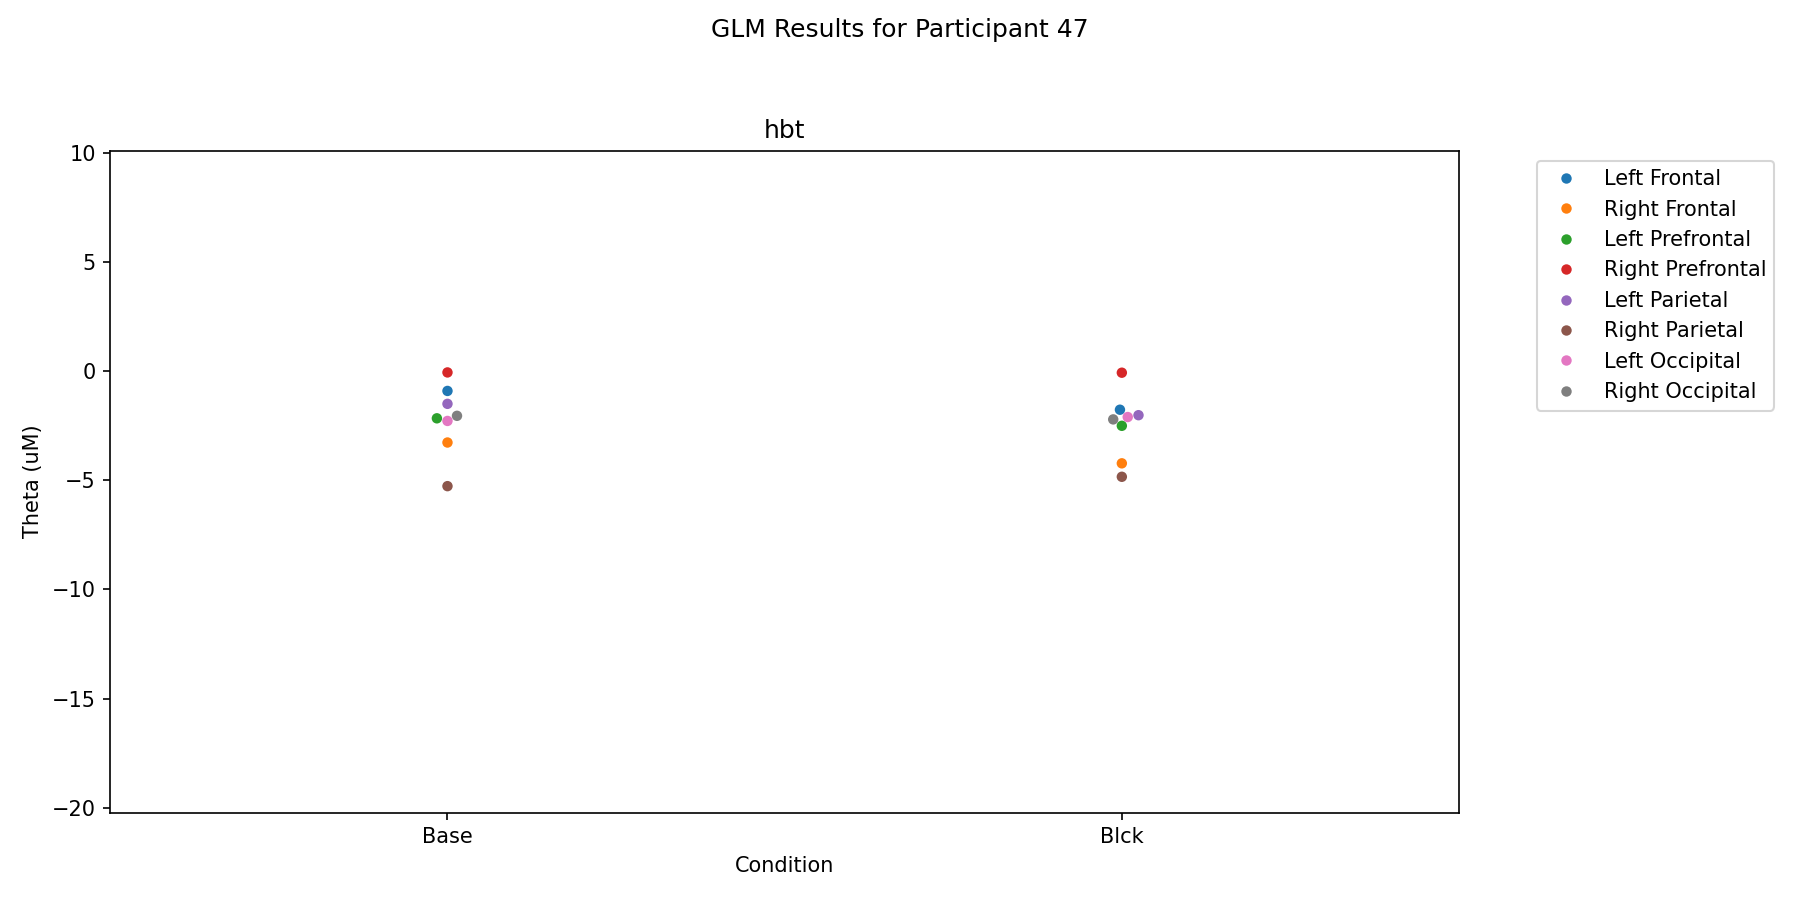 GLM Results for Participant 47
hbt
10
5
0
−5
−10
−15
−20
Theta (uM)
Base
Blck
Condition
Left Frontal
Right Frontal
Left Prefrontal
Right Prefrontal
Left Parietal
Right Parietal
Left Occipital
Right Occipital